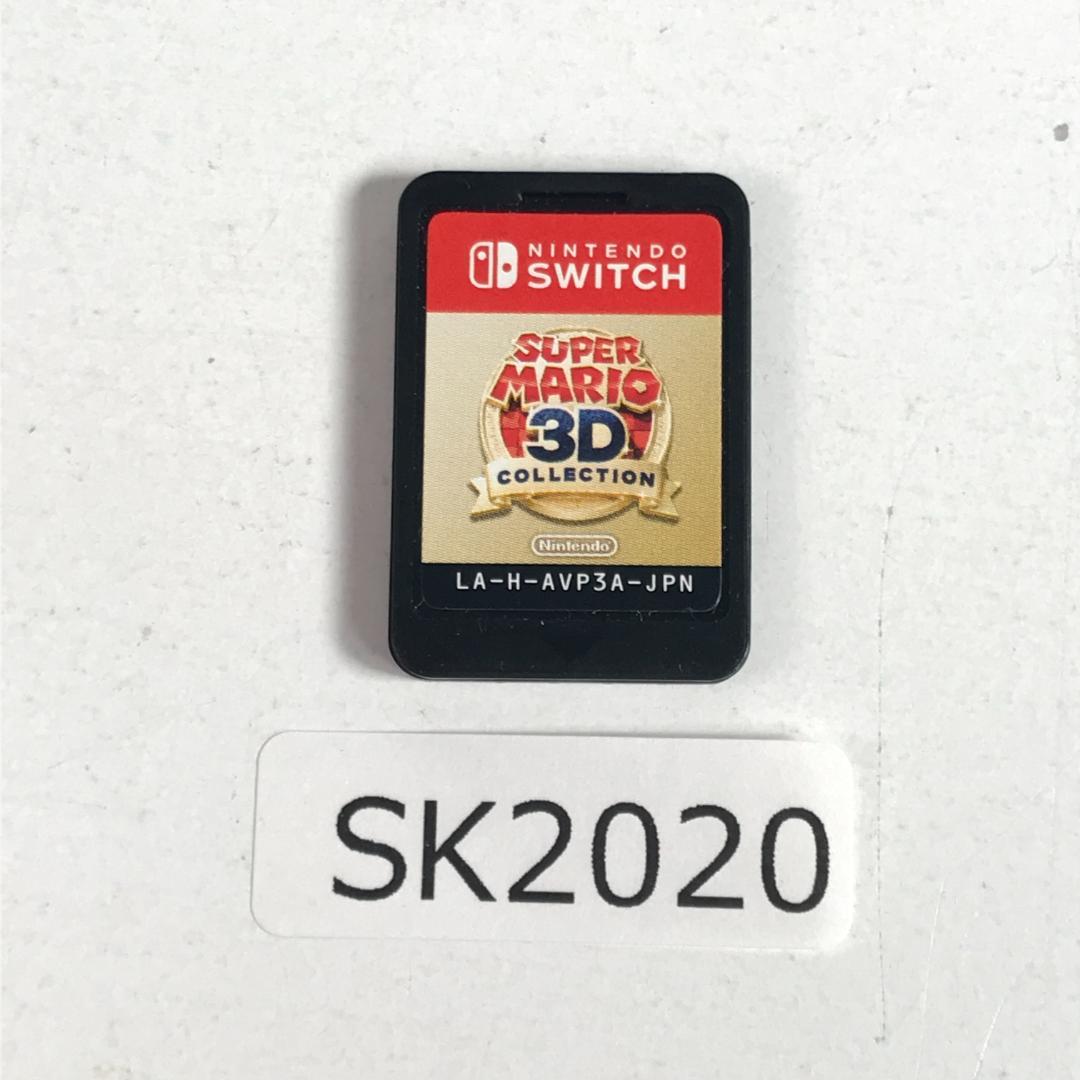 NINTENDO
SWITCH
SUPER
MARIO
3D
COLLECTION
Nintendo
LA-H-AVP3A-JPN
SK2020